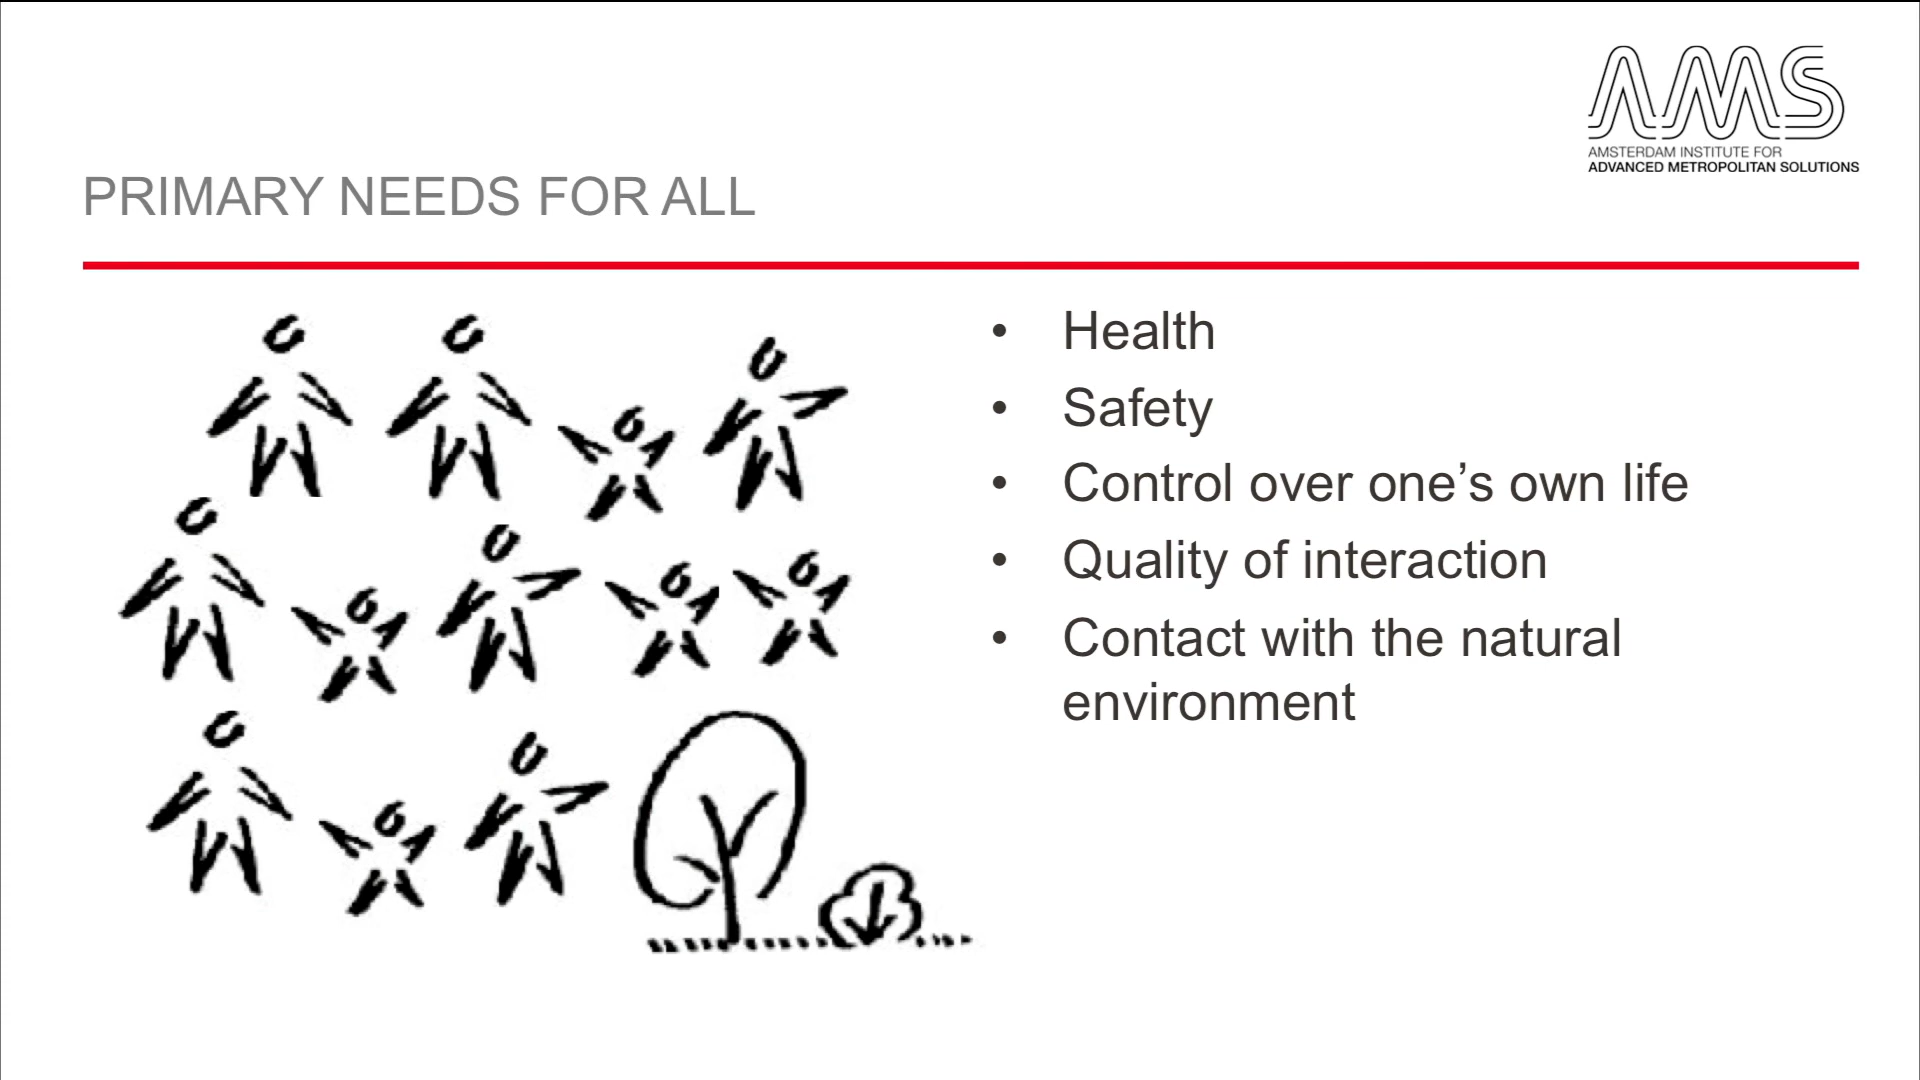 AMS
AMSTERDAM INSTITUTE FOR
ADVANCED METROPOLITAN SOLUTIONS
PRIMARY NEEDS FOR ALL
• Health
• Safety
• Control over one’s own life
• Quality of interaction
• Contact with the natural
environment